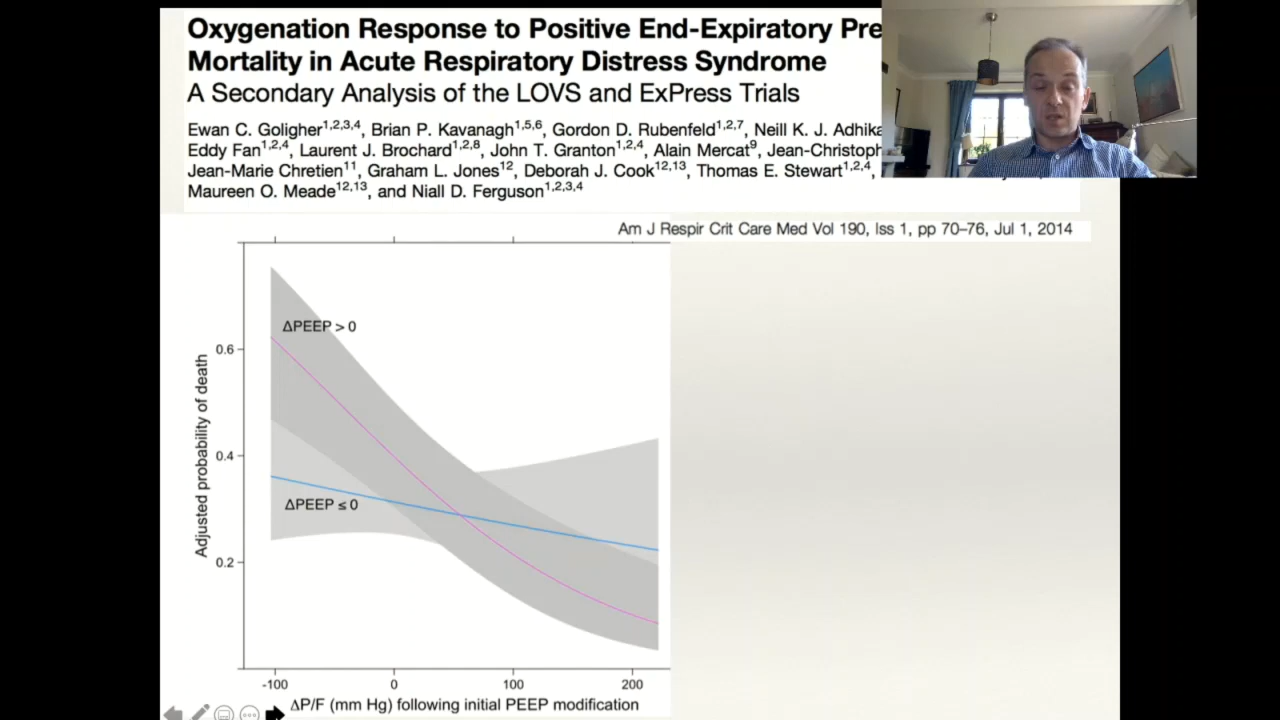 Oxygenation Response to Positive End-Expiratory Pre
Mortality in Acute Respiratory Distress Syndrome
A Secondary Analysis of the LOVS and ExPress Trials
Ewan C. Goligher1,2,3,4, Brian P. Kavanagh1,5,6, Gordon D. Rubenfeld1,2,7, Neill K. J. Adhika
Eddy Fan1,2,4, Laurent J. Brochard1,2,8, John T. Granton1,2,4, Alain Mercat9, Jean-Christoph
Jean-Marie Chretien11, Graham L. Jones12, Deborah J. Cook12,13, Thomas E. Stewart1,2,4,
Maureen O. Meade12,13, and Niall D. Ferguson1,2,3,4
Am J Respir Crit Care Med Vol 190, Iss 1, pp 70–76, Jul 1, 2014
ΔPEEP > 0
0.6
Adjusted probability of death
0.4
ΔPEEP ≤ 0
0.2
-100 0 100 200
ΔP/F (mm Hg) following initial PEEP modification